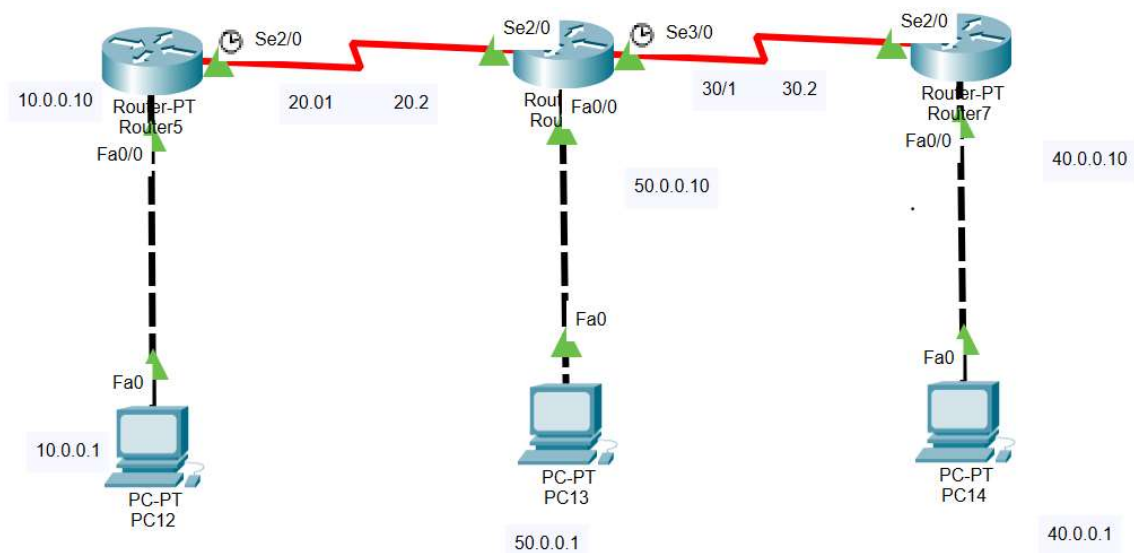 Se2/0
Se2/0
Se3/0
Se2/0
10.0.0.10
Router-PT
Router5
20.01
20.2
Rout
Rou
Fa0/0
30/1
30.2
Router-PT
Router7
Fa0/0
Fa0/0
40.0.0.10
50.0.0.10
Fa0
Fa0
Fa0
10.0.0.1
PC-PT
PC12
PC-PT
PC13
PC-PT
PC14
50.0.0.1
40.0.0.1